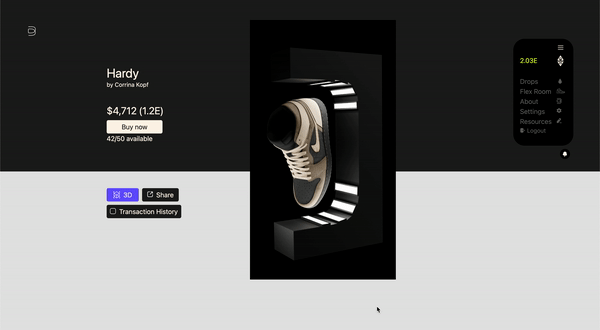 Hardy
by Corrina Kopf
$4,712 (1.2E)
Buy now
42/50 available
3D
Share
Transaction History
2.03E
Drops
Flex Room
About
Settings
Resources
Logout